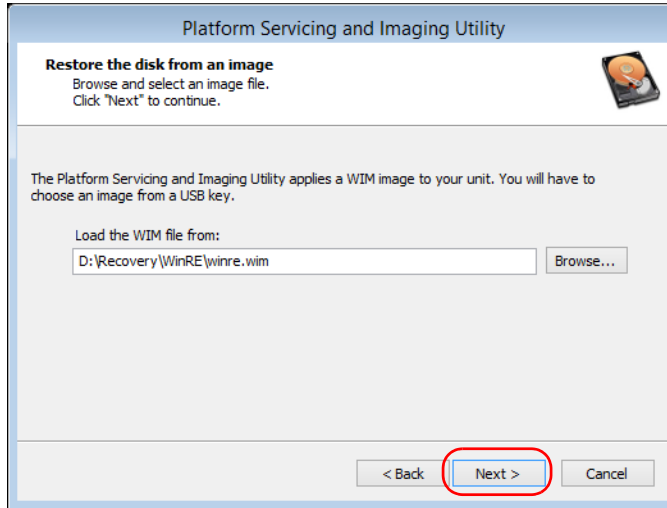 Platform Servicing and Imaging Utility
Restore the disk from an image
Browse and select an image file.
Click "Next" to continue.
The Platform Servicing and Imaging Utility applies a WIM image to your unit. You will have to
choose an image from a USB key.
Load the WIM file from:
D:\Recovery\WinRE\winre.wim
Browse...
< Back Next > Cancel